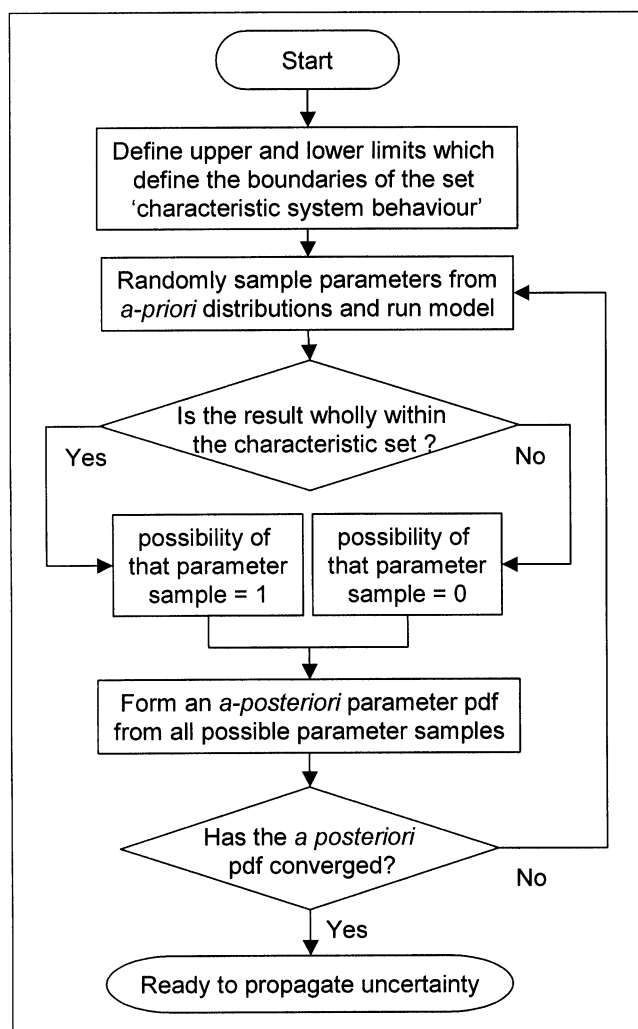 Start
Define upper and lower limits which
define the boundaries of the set
‘characteristic system behaviour’
Randomly sample parameters from
a-priori distributions and run model
Is the result wholly within
the characteristic set ?
Yes
No
possibility of
that parameter
sample = 1
possibility of
that parameter
sample = 0
Form an a-posteriori parameter pdf
from all possible parameter samples
Has the a posteriori
pdf converged?
No
Yes
Ready to propagate uncertainty